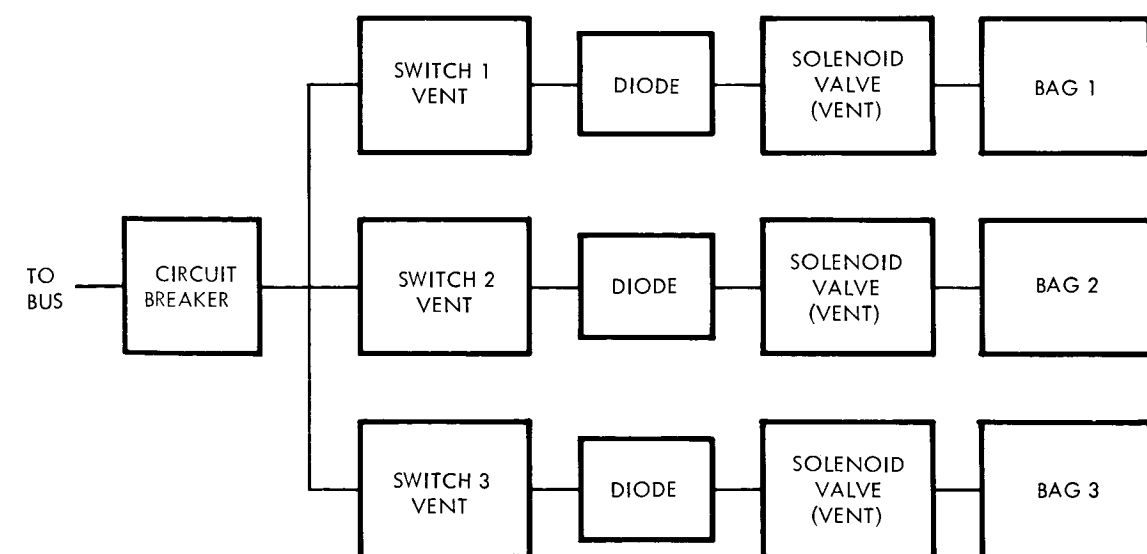 SWITCH 1
VENT
DIODE
SOLENOID
VALVE
(VENT)
BAG 1
TO
BUS
CIRCUIT
BREAKER
SWITCH 2
VENT
DIODE
SOLENOID
VALVE
(VENT)
BAG 2
SWITCH 3
VENT
DIODE
SOLENOID
VALVE
(VENT)
BAG 3